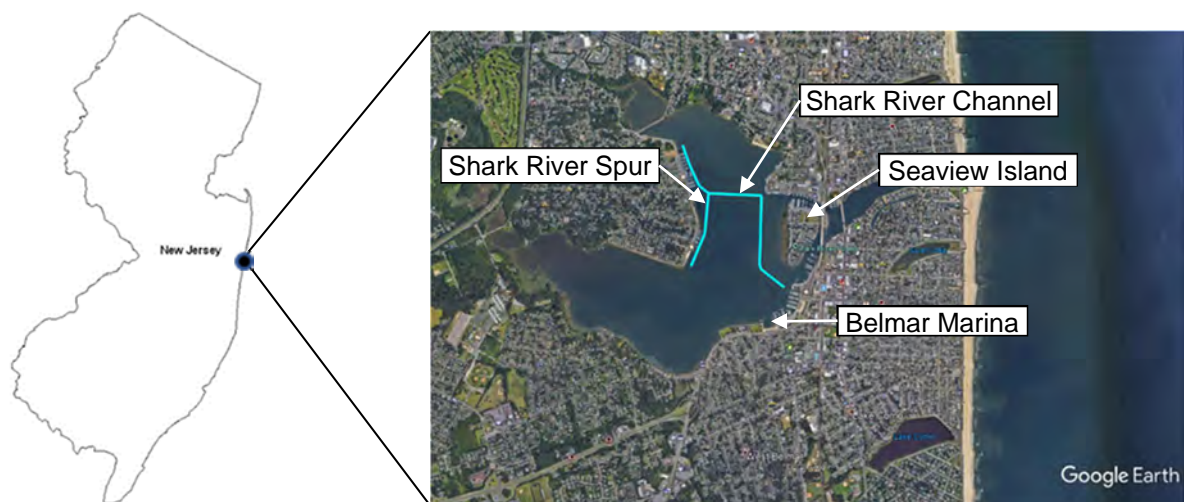 New Jersey
Shark River Channel
Shark River Spur
Seaview Island
Belmar Marina
Google Earth